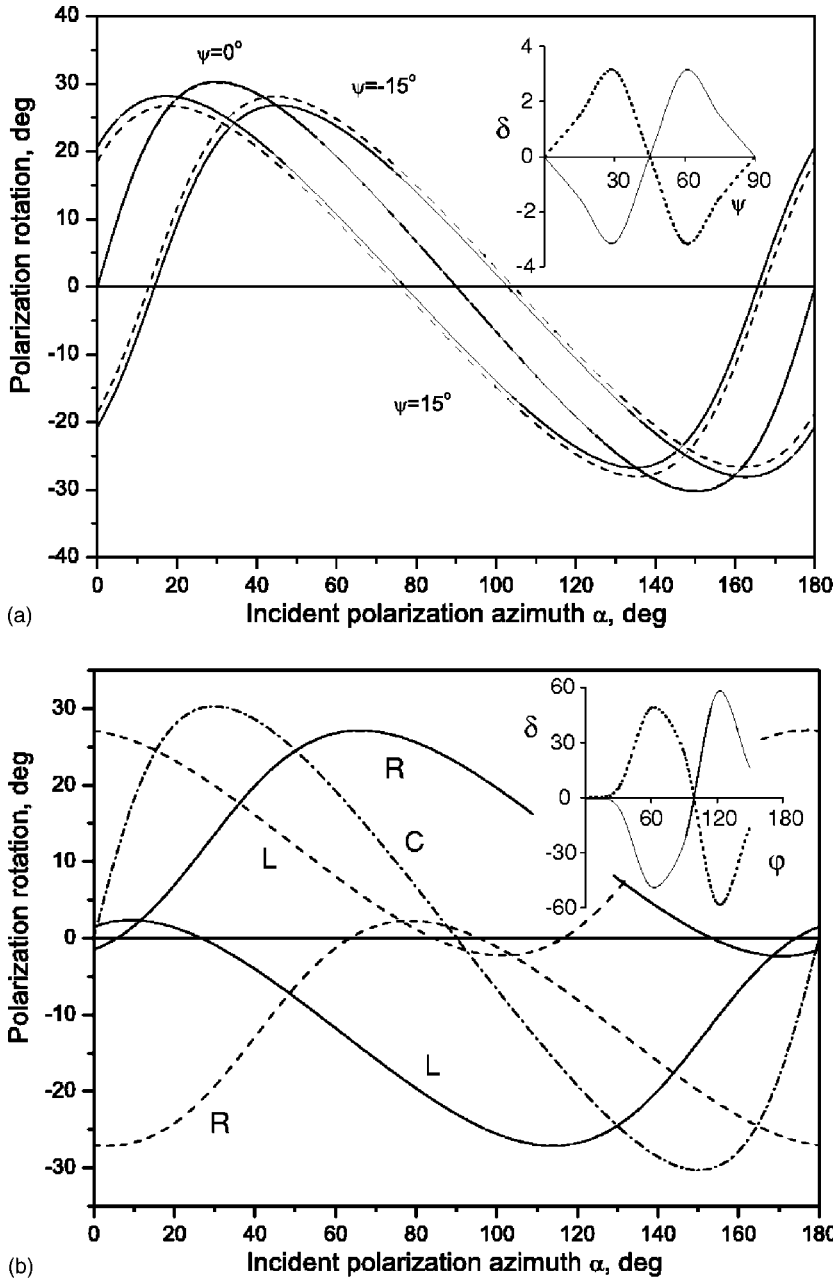 40
30
20
10
0
-10
-20
-30
-40
Polarization rotation, deg
ψ=0°
ψ=-15°
ψ=15°
4
2
0
-2
-4
δ
30
60
90
ψ
0
20
40
60
80
100
120
140
160
180
Incident polarization azimuth α, deg
(a)
30
20
10
0
-10
-20
-30
Polarization rotation, deg
R
C
L
L
R
60
30
0
-30
-60
δ
60
120
180
φ
0
20
40
60
80
100
120
140
160
180
Incident polarization azimuth α, deg
(b)